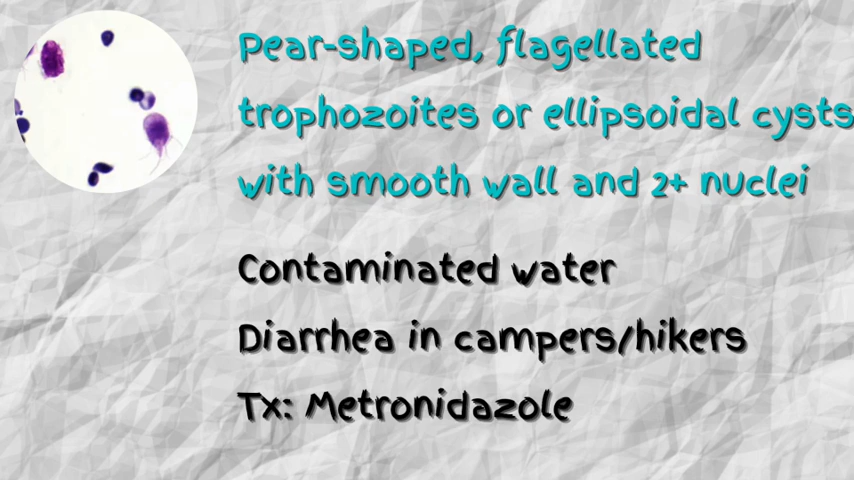 Pear-shaped, flagellated
trophozoites or ellipsoidal cysts
with smooth wall and 2+ nuclei
Contaminated water
Diarrhea in campers/hikers
Tx: Metronidazole